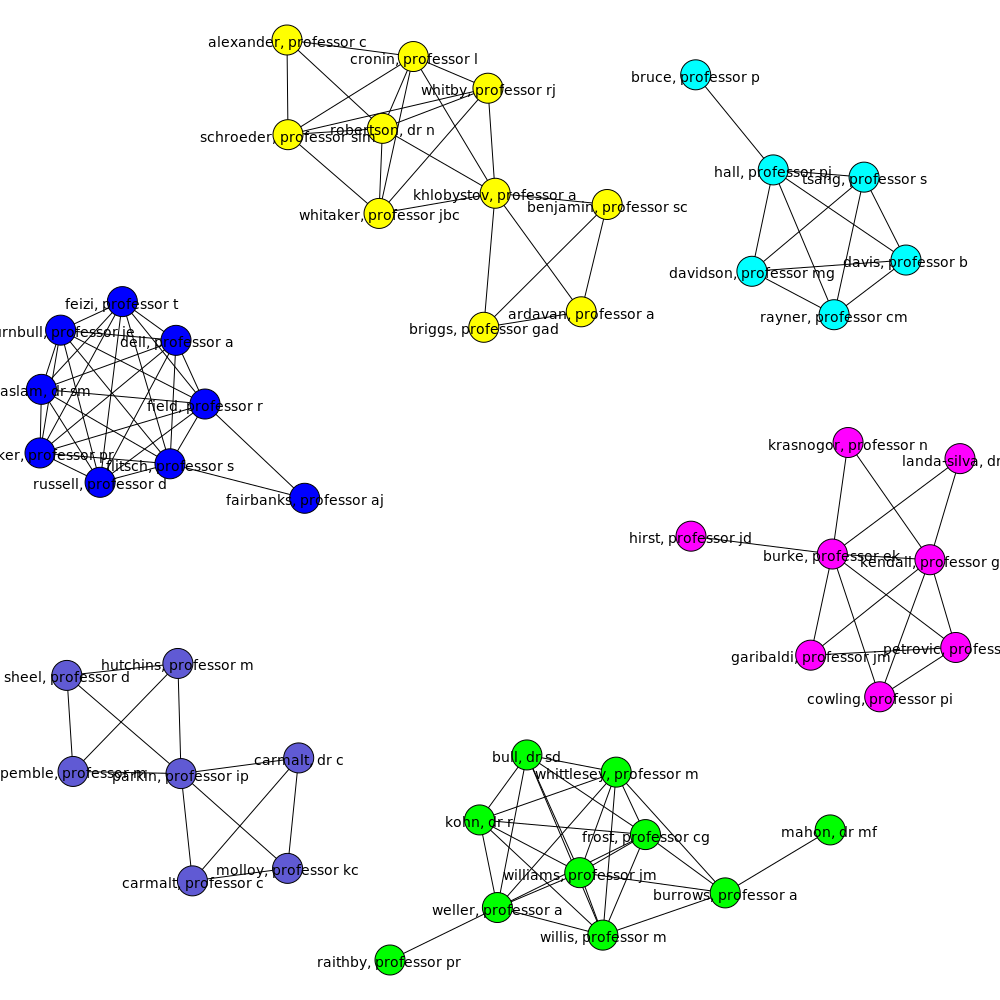 alexander, professor c
cronin, professor l
bruce, professor p
whitby, professor rj
robertson, dr n
schroeder, professor slm
hall, professor pj
tsang, professor s
khlobystov, professor a
benjamin, professor sc
whitaker, professor jbc
davis, professor b
davidson, professor mg
feizi, professor t
ardavan, professor a
rayner, professor cm
briggs, professor gad
urnbull, professor je
dell, professor a
aslam, dr sm
field, professor r
krasnogor, professor n
landa-silva, dr
ker, professor pr
flitsch, professor s
russell, professor d
fairbanks, professor aj
hirst, professor jd
burke, professor ek
kendall, professor g
petrovic, profess
garibaldi, professor jm
hutchins, professor m
sheel, professor d
cowling, professor pi
bull, dr sd
carmalt, dr c
pemble, professor m
parkin, professor ip
whittlesey, professor m
kohn, dr r
frost, professor cg
mahon, dr mf
molloy, professor kc
williams, professor jm
carmalt, professor c
burrows, professor a
weller, professor a
willis, professor m
raithby, professor pr